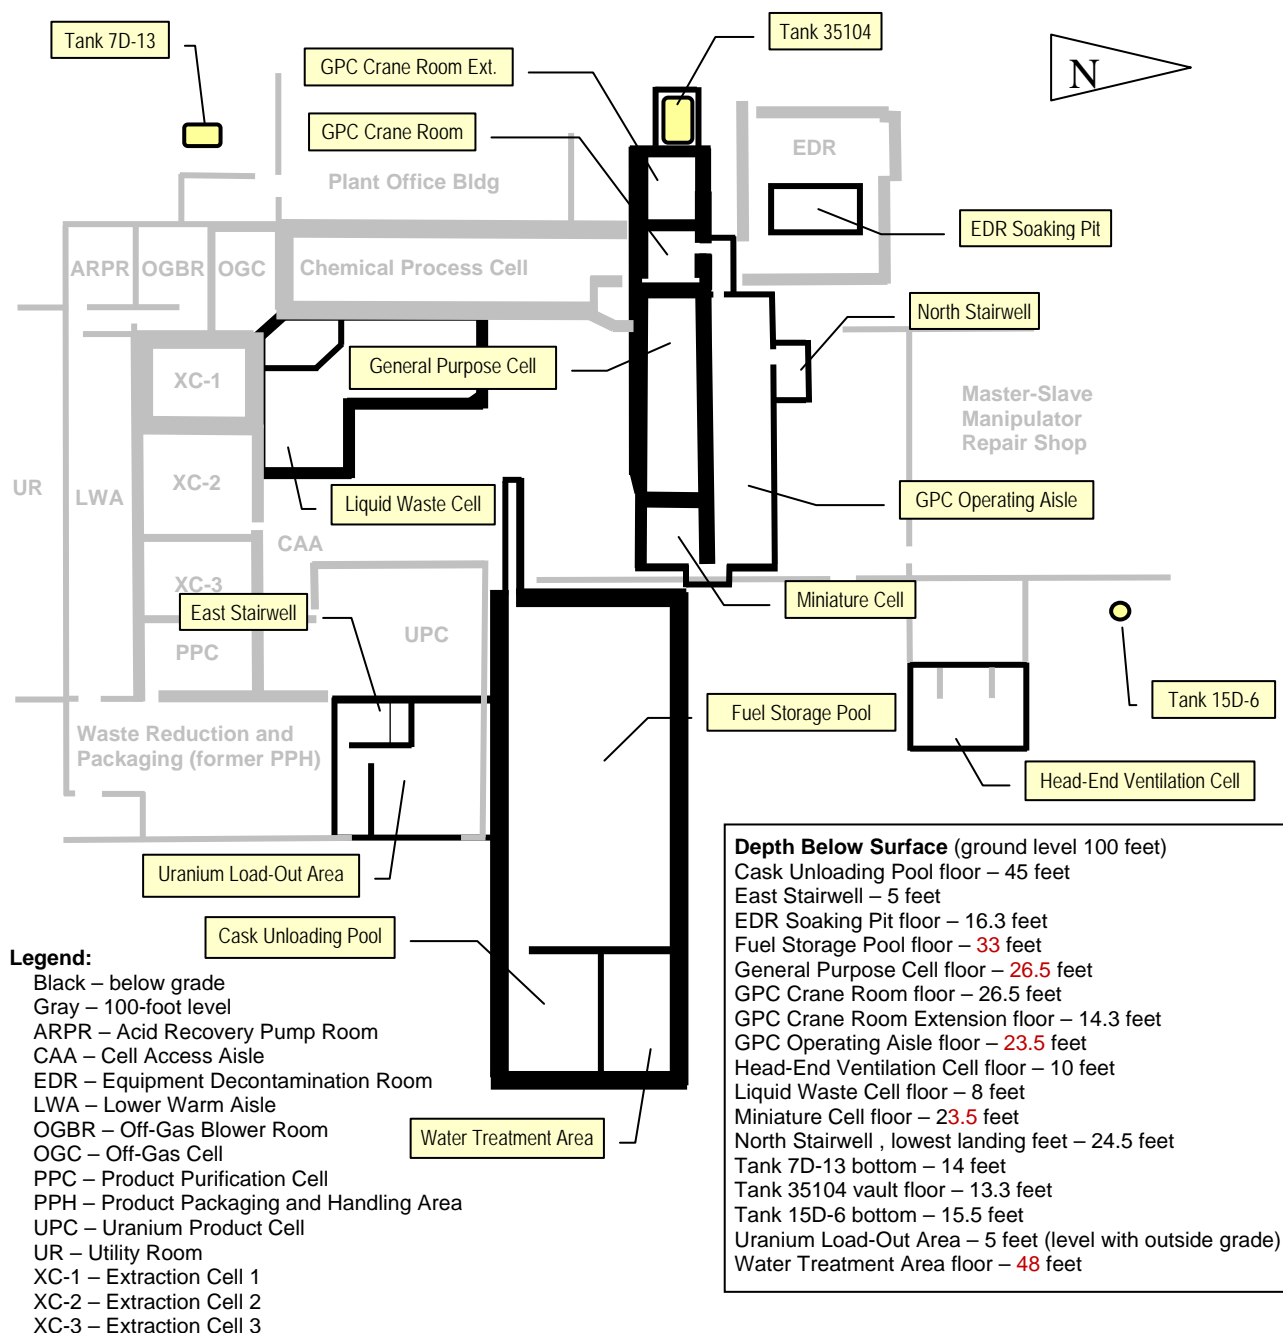 Tank 7D-13
GPC Crane Room Ext.
GPC Crane Room
Tank 35104
N
EDR
Plant Office Bldg
EDR Soaking Pit
ARPR
OGBR
OGC
Chemical Process Cell
North Stairwell
General Purpose Cell
XC-1
Master-Slave
Manipulator
Repair Shop
UR
LWA
XC-2
Liquid Waste Cell
GPC Operating Aisle
CAA
XC-3
East Stairwell
Miniature Cell
UPC
PPC
Tank 15D-6
Fuel Storage Pool
Waste Reduction and
Packaging (former PPH)
Head-End Ventilation Cell
Uranium Load-Out Area
Cask Unloading Pool
Water Treatment Area
Legend:
Black – below grade
Gray – 100-foot level
ARPR – Acid Recovery Pump Room
CAA – Cell Access Aisle
EDR – Equipment Decontamination Room
LWA – Lower Warm Aisle
OGBR – Off-Gas Blower Room
OGC – Off-Gas Cell
PPC – Product Purification Cell
PPH – Product Packaging and Handling Area
UPC – Uranium Product Cell
UR – Utility Room
XC-1 – Extraction Cell 1
XC-2 – Extraction Cell 2
XC-3 – Extraction Cell 3
Depth Below Surface (ground level 100 feet)
Cask Unloading Pool floor – 45 feet
East Stairwell – 5 feet
EDR Soaking Pit floor – 16.3 feet
Fuel Storage Pool floor – 33 feet
General Purpose Cell floor – 26.5 feet
GPC Crane Room floor – 26.5 feet
GPC Crane Room Extension floor – 14.3 feet
GPC Operating Aisle floor – 23.5 feet
Head-End Ventilation Cell floor – 10 feet
Liquid Waste Cell floor – 8 feet
Miniature Cell floor – 23.5 feet
North Stairwell , lowest landing feet – 24.5 feet
Tank 7D-13 bottom – 14 feet
Tank 35104 vault floor – 13.3 feet
Tank 15D-6 bottom – 15.5 feet
Uranium Load-Out Area – 5 feet (level with outside grade)
Water Treatment Area floor – 48 feet